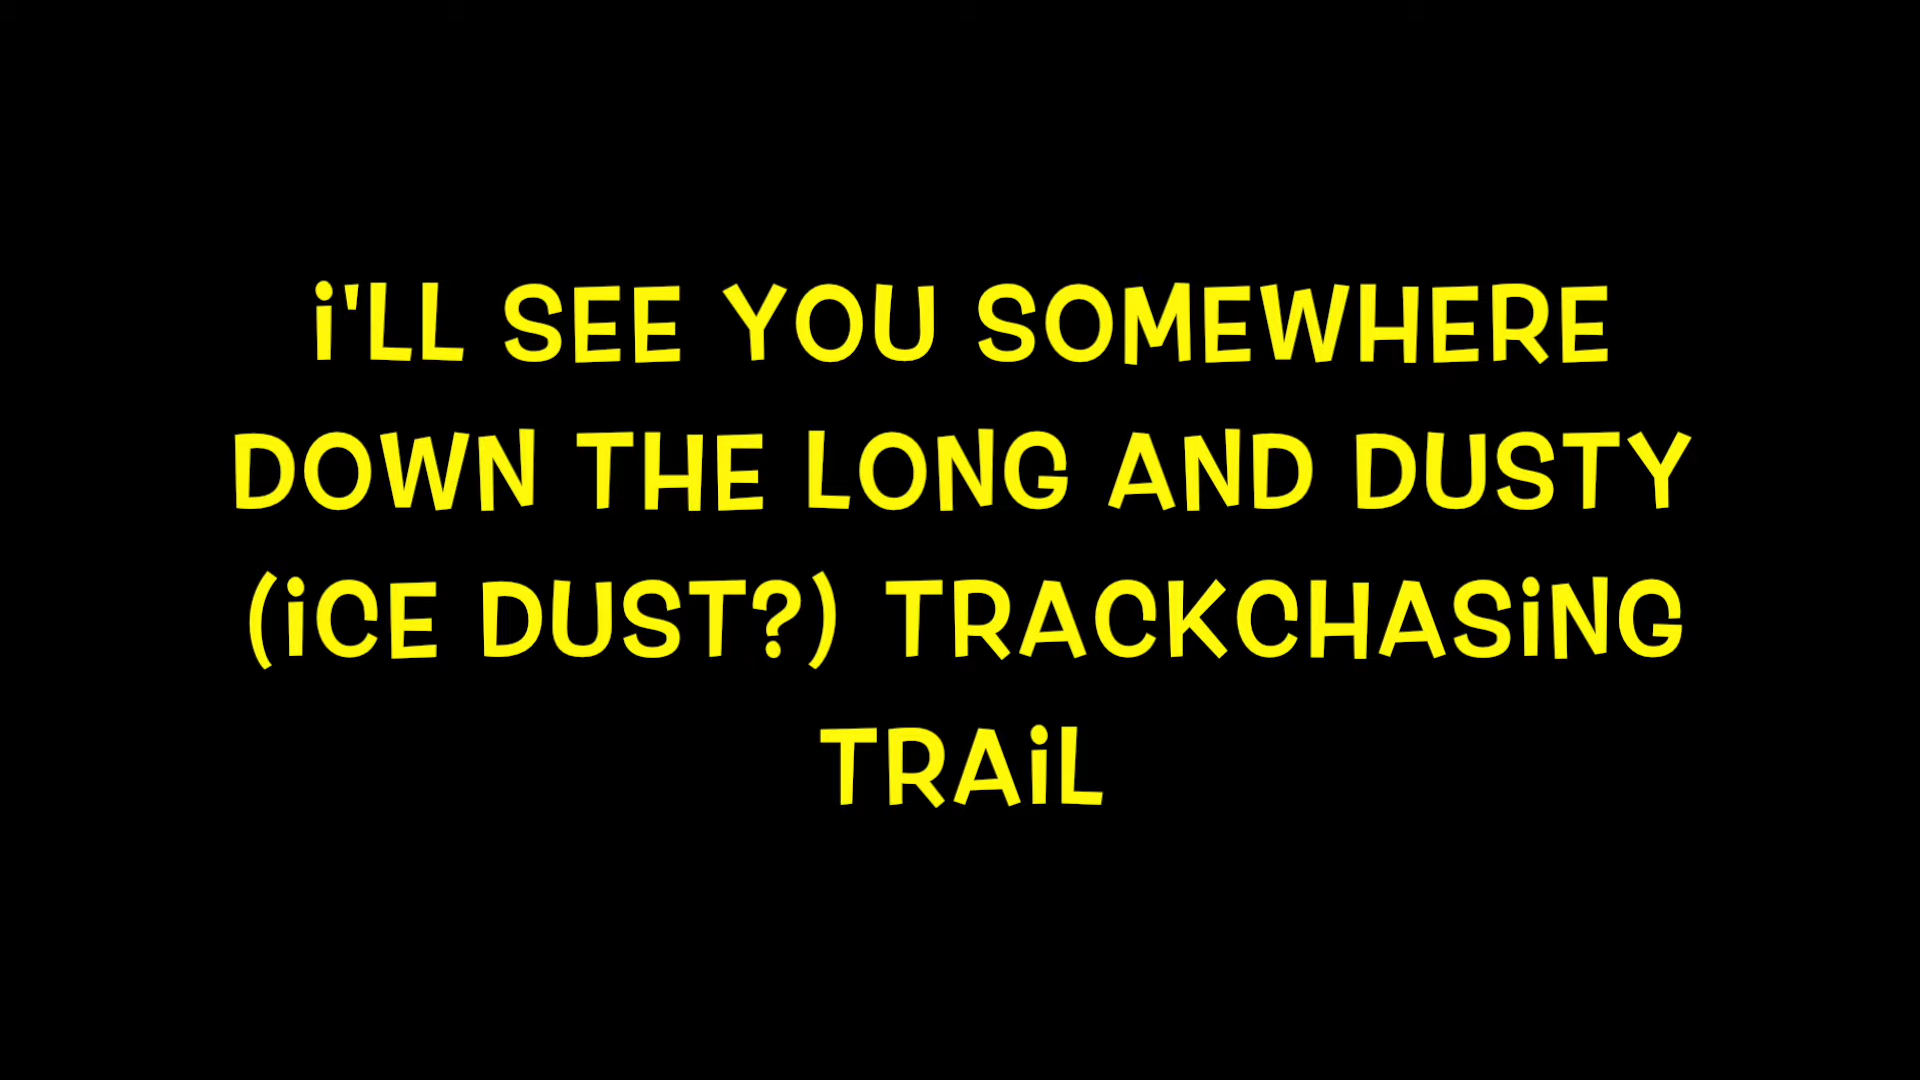 i'LL SEE YOU SOMEWHERE
DOWN THE LONG AND DUSTY
(iCE DUST?) TRACKCHASiNG
TRAiL